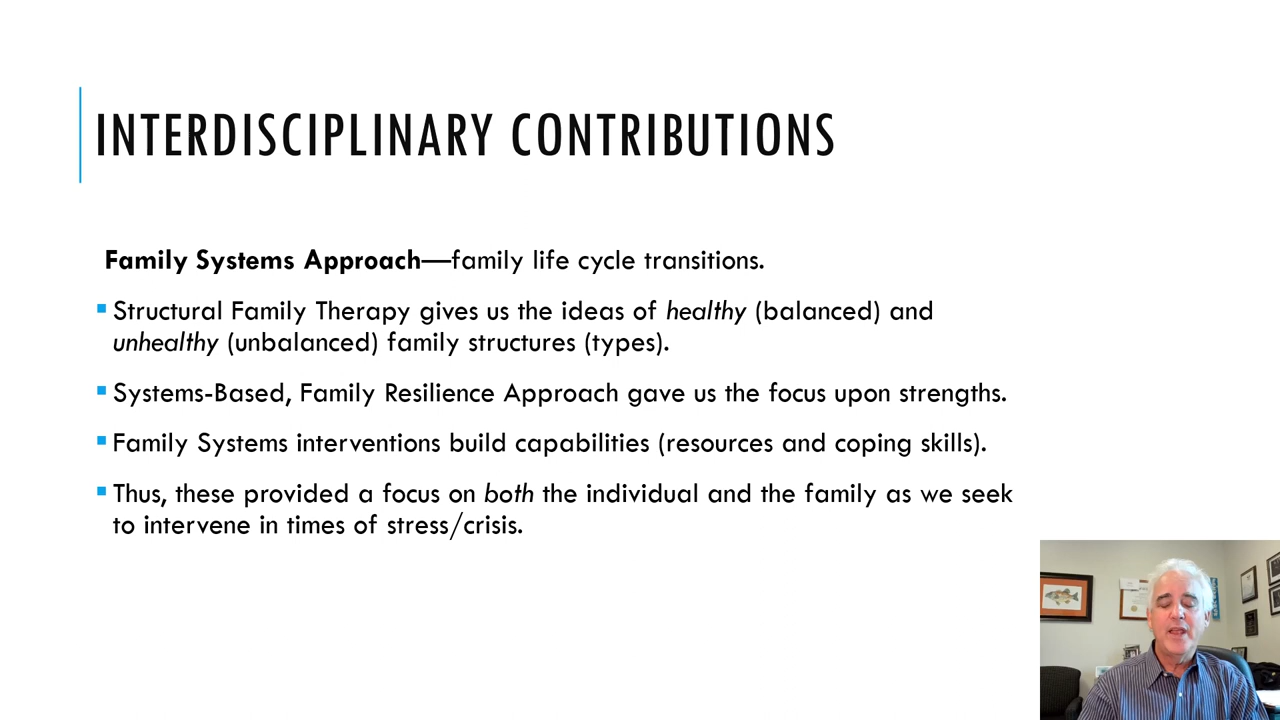 INTERDISCIPLINARY CONTRIBUTIONS
Family Systems Approach—family life cycle transitions.
Structural Family Therapy gives us the ideas of healthy (balanced) and
unhealthy (unbalanced) family structures (types).
Systems-Based, Family Resilience Approach gave us the focus upon strengths.
Family Systems interventions build capabilities (resources and coping skills).
Thus, these provided a focus on both the individual and the family as we seek
to intervene in times of stress/crisis.